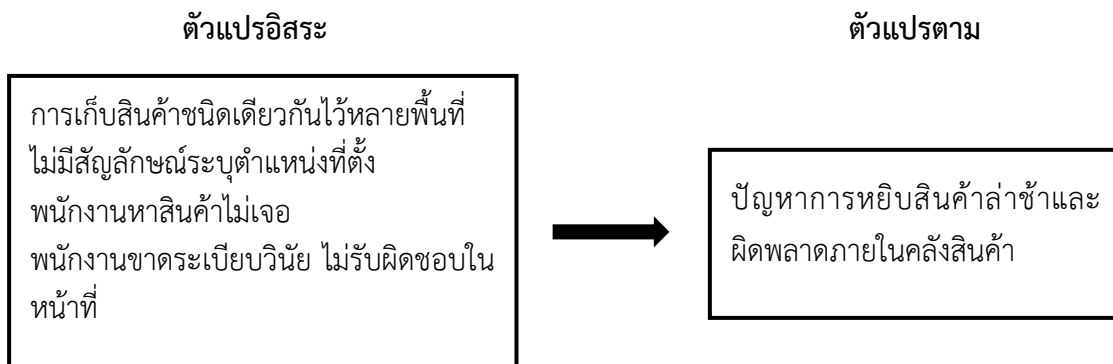 ตัวแปรอิสระ
ตัวแปรตาม
การเก็บสินค้าชนิดเดียวกันไว้หลายพื้นที่
ไม่มีสัญลักษณ์ระบุตำแหน่งที่ตั้ง
พนักงานหาสินค้าไม่เจอ
พนักงานขาดระเบียบวินัย ไม่รับผิดชอบใน
หน้าที่
ปัญหาการหยิบสินค้าล่าช้าและ
ผิดพลาดภายในคลังสินค้า